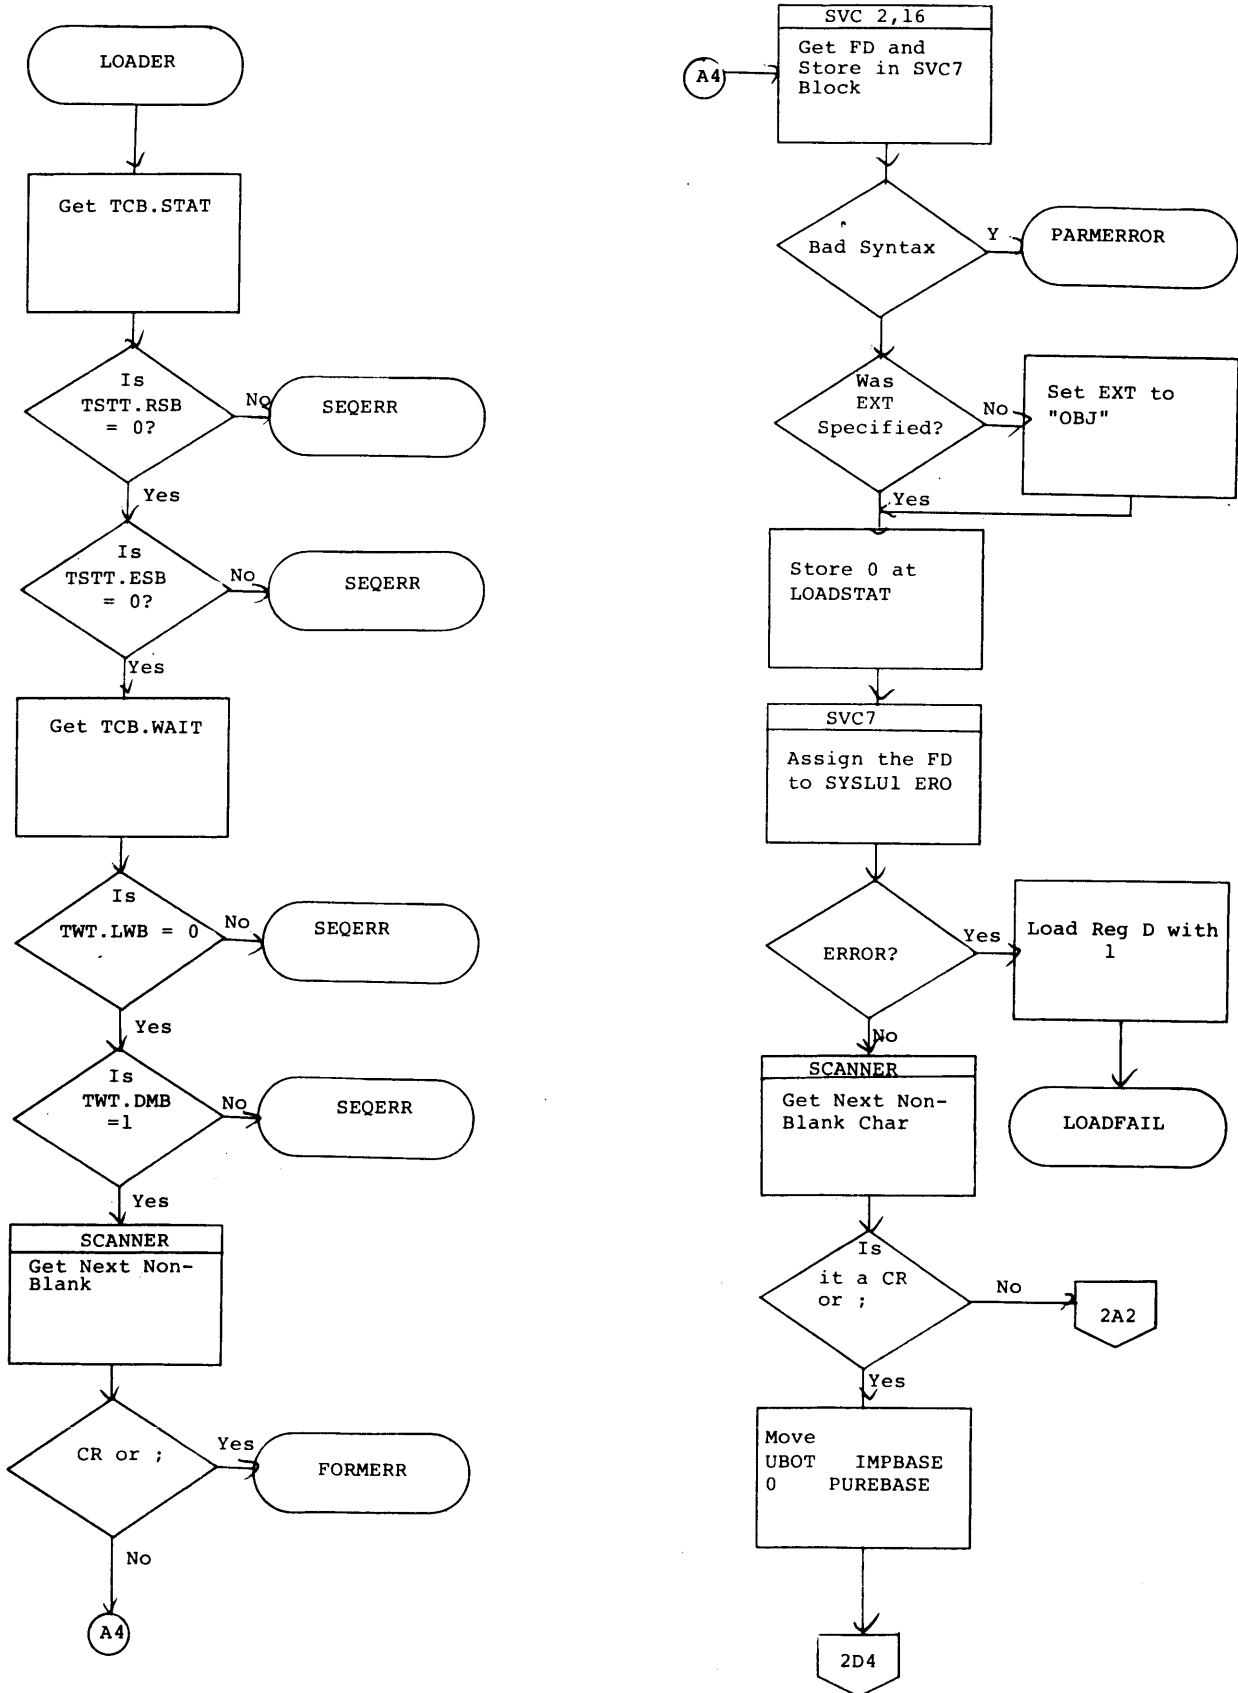 LOADER
Get TCB.STAT
Is
TSTT.RSB
= 0?
No
SEQERR
Yes
Is
TSTT.ESB
= 0?
No
SEQERR
Yes
Get TCB.WAIT
Is
TWT.LWB = 0
No
SEQERR
Yes
Is
TWT.DMB
=1
No
SEQERR
Yes
SCANNER
Get Next Non-
Blank
CR or ;
Yes
FORMERR
No
A4
A4
SVC 2,16
Get FD and
Store in SVC7
Block
Bad Syntax
Y
PARMERROR
Was
EXT
Specified?
No
Set EXT to
"OBJ"
Yes
Store 0 at
LOADSTAT
SVC7
Assign the FD
to SYSLU1 ERO
ERROR?
Yes
Load Reg D with
1
LOADFAIL
No
SCANNER
Get Next Non-
Blank Char
Is
it a CR
or ;
No
2A2
Yes
Move
UBOT IMPBASE
0 PUREBASE
2D4